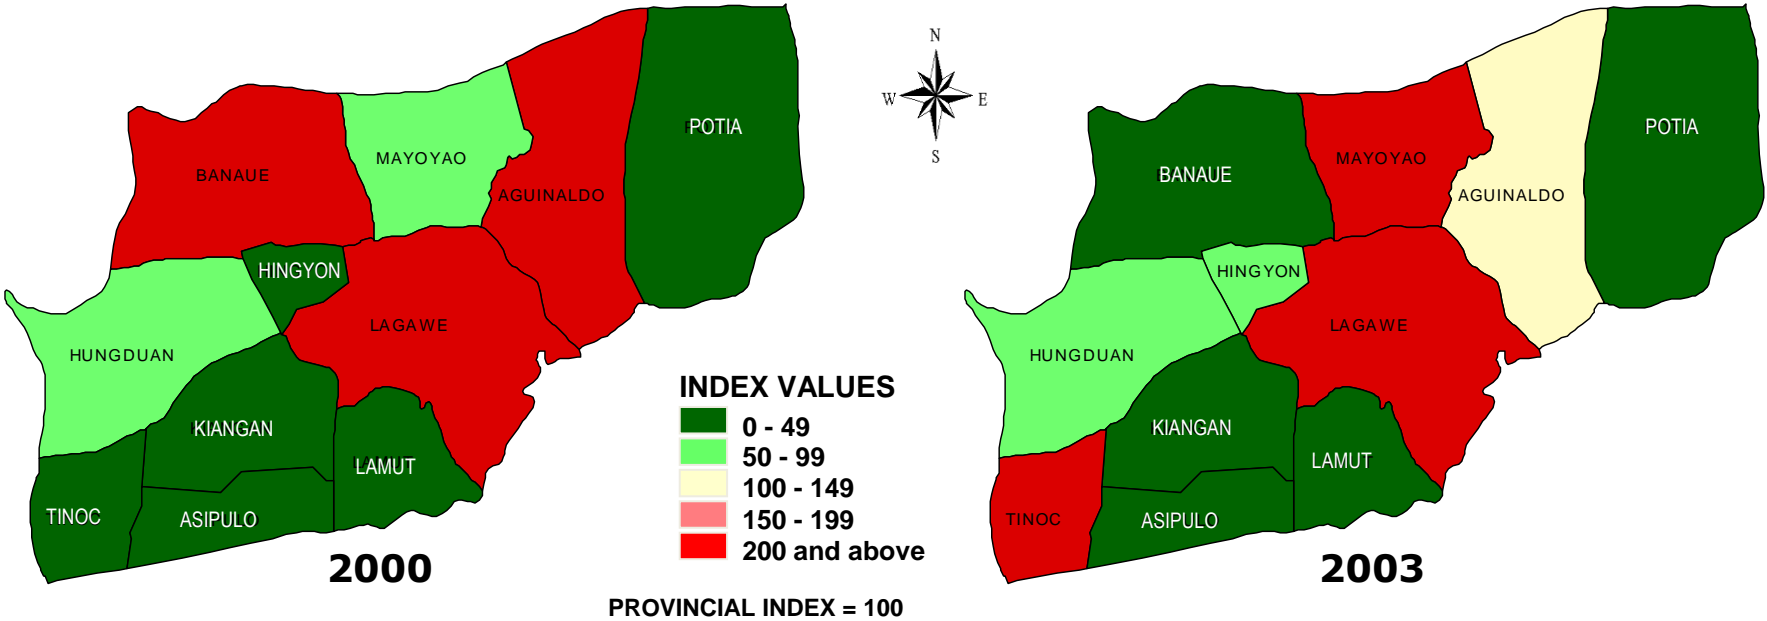 N
W E
S
POTIA
MAYOYAO
BANAUE
AGUINALDO
HINGYON
LAGAWE
HUNGDUAN
KIANGAN
LAMUT
TINOC
ASIPULO
2000
POTIA
MAYOYAO
BANAUE
AGUINALDO
HINGYON
LAGAWE
HUNGDUAN
KIANGAN
LAMUT
TINOC
ASIPULO
2003
INDEX VALUES
0 - 49
50 - 99
100 - 149
150 - 199
200 and above
PROVINCIAL INDEX = 100